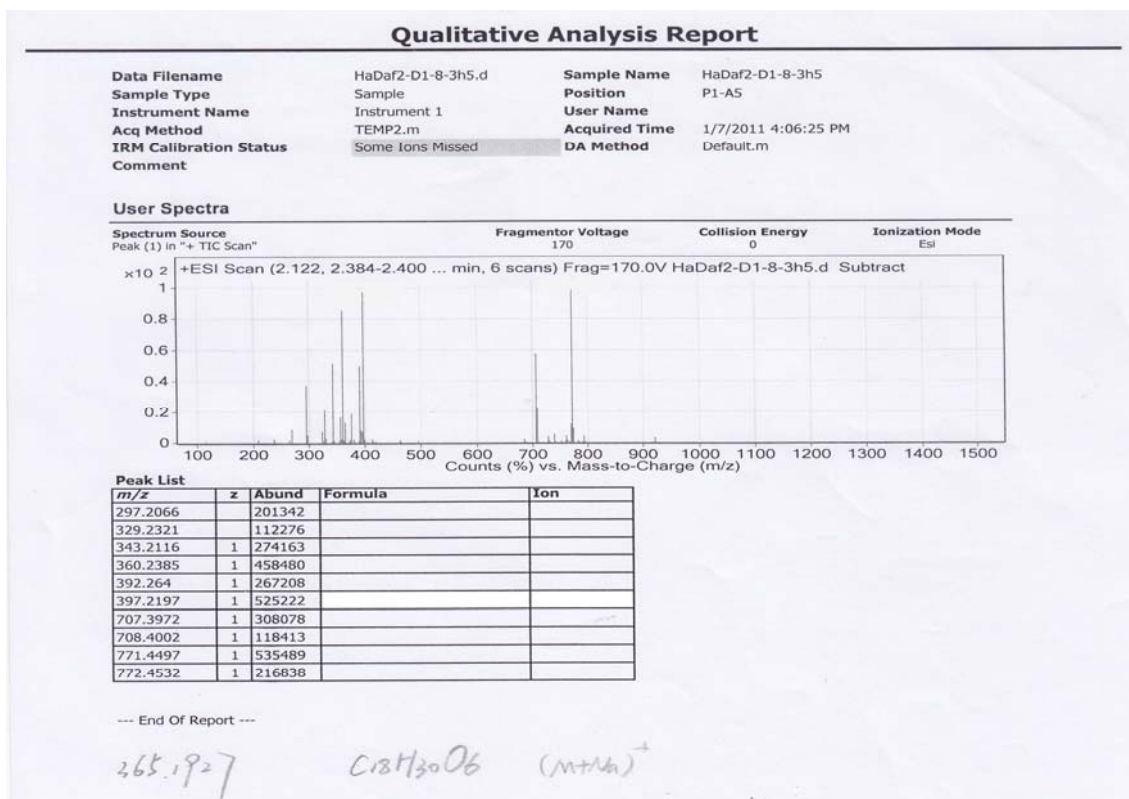 Qualitative Analysis Report
Data Filename HaDaf2-D1-8-3h5.d Sample Name HaDaf2-D1-8-3h5
Sample Type Sample Position P1-A5
Instrument Name Instrument 1 User Name
Acq Method TEMP2.m Acquired Time 1/7/2011 4:06:25 PM
IRM Calibration Status Some Ions Missed DA Method Default.m
Comment
User Spectra
Spectrum Source Fragmentor Voltage Collision Energy Ionization Mode
Peak (1) in "+ TIC Scan" 170 0 Esi
x10 2 +ESI Scan (2.122, 2.384-2.400 ... min, 6 scans) Frag=170.0V HaDaf2-D1-8-3h5.d Subtract
1
0.8
0.6
0.4
0.2
0
100 200 300 400 500 600 700 800 900 1000 1100 1200 1300 1400 1500
Counts (%) vs. Mass-to-Charge (m/z)
Peak List
m/z z Abund Formula Ion
297.2066 201342
329.2321 112276
343.2116 1 274163
360.2385 1 458480
392.264 1 267208
397.2197 1 525222
707.3972 1 308078
708.4002 1 118413
771.4497 1 535489
772.4532 1 216838
--- End Of Report ---
365.1927 C18H30O6 (M+Na)+